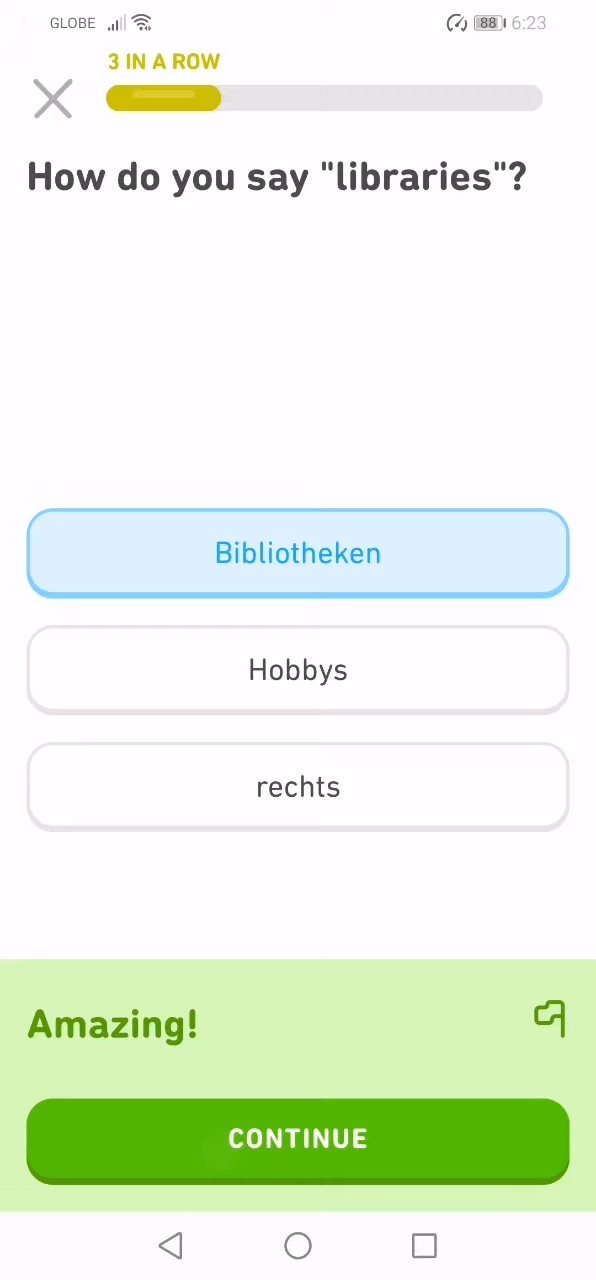 GLOBE 88 6:23
3 IN A ROW
How do you say "libraries"?
Bibliotheken
Hobbys
rechts
Amazing!
CONTINUE